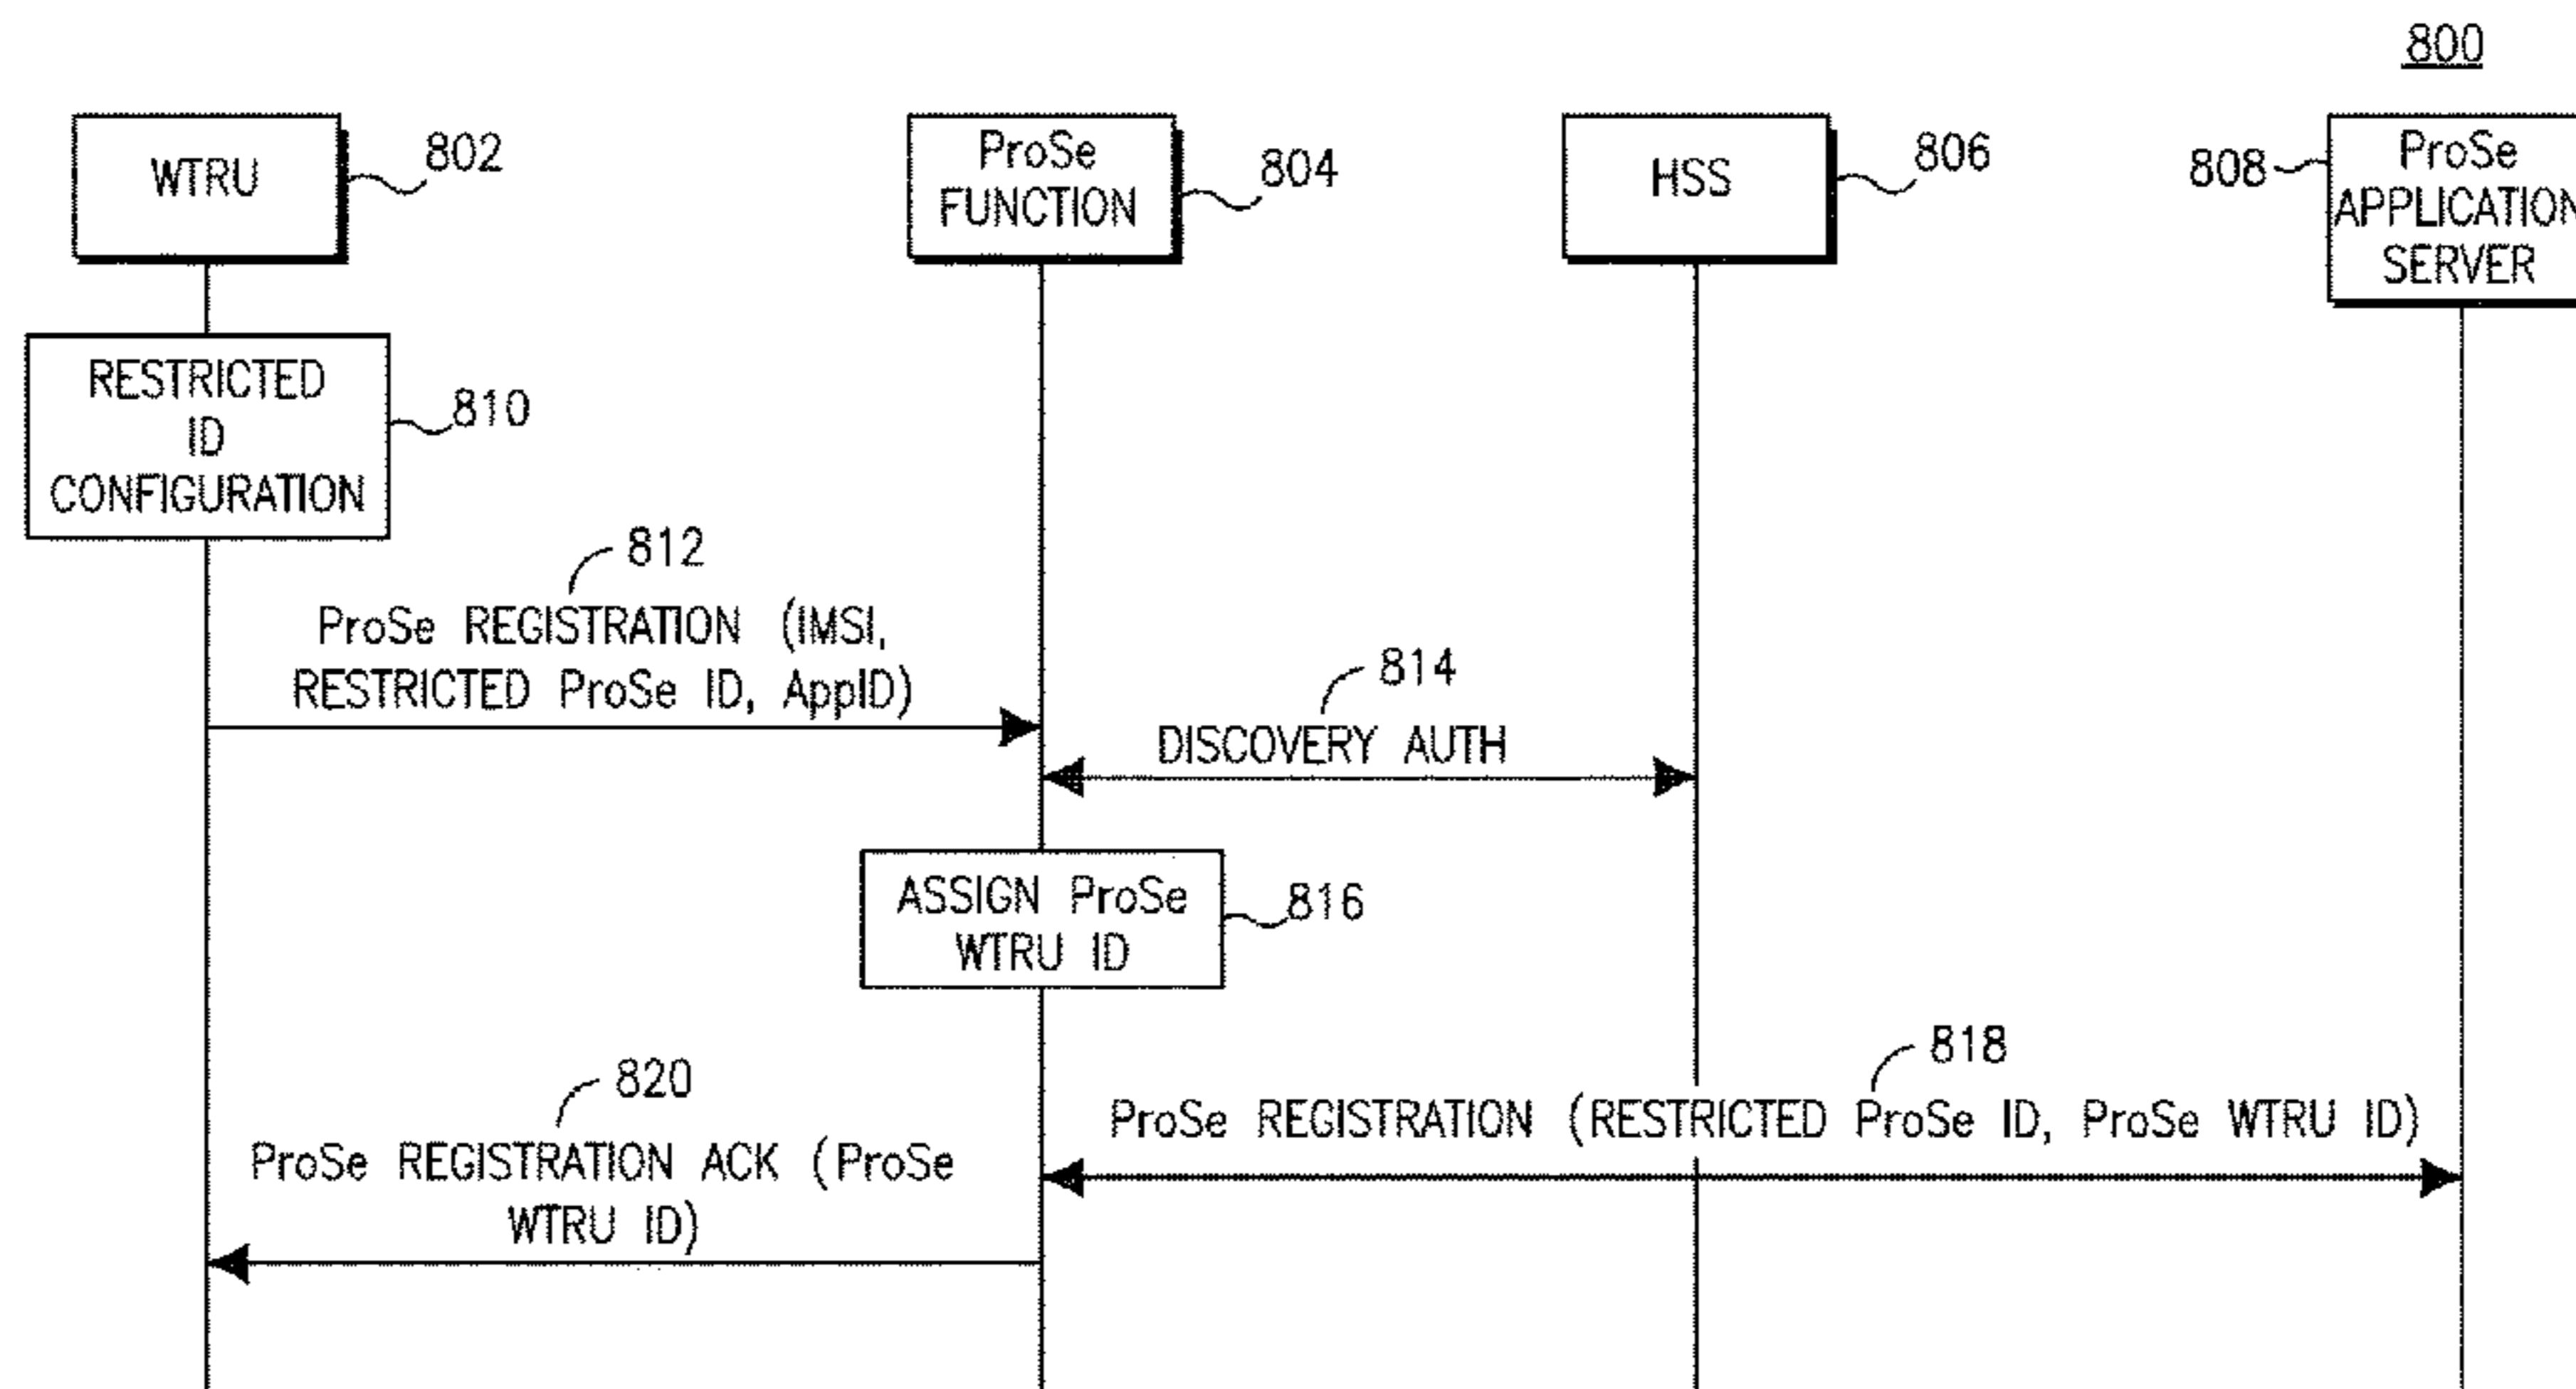 800
WTRU
802
ProSe
FUNCTION
804
HSS
806
808
ProSe
APPLICATION
SERVER
RESTRICTED
ID
CONFIGURATION
810
812
ProSe REGISTRATION (IMSI,
RESTRICTED ProSe ID, AppID)
814
DISCOVERY AUTH
ASSIGN ProSe
WTRU ID
816
818
ProSe REGISTRATION (RESTRICTED ProSe ID, ProSe WTRU ID)
820
ProSe REGISTRATION ACK (ProSe
WTRU ID)